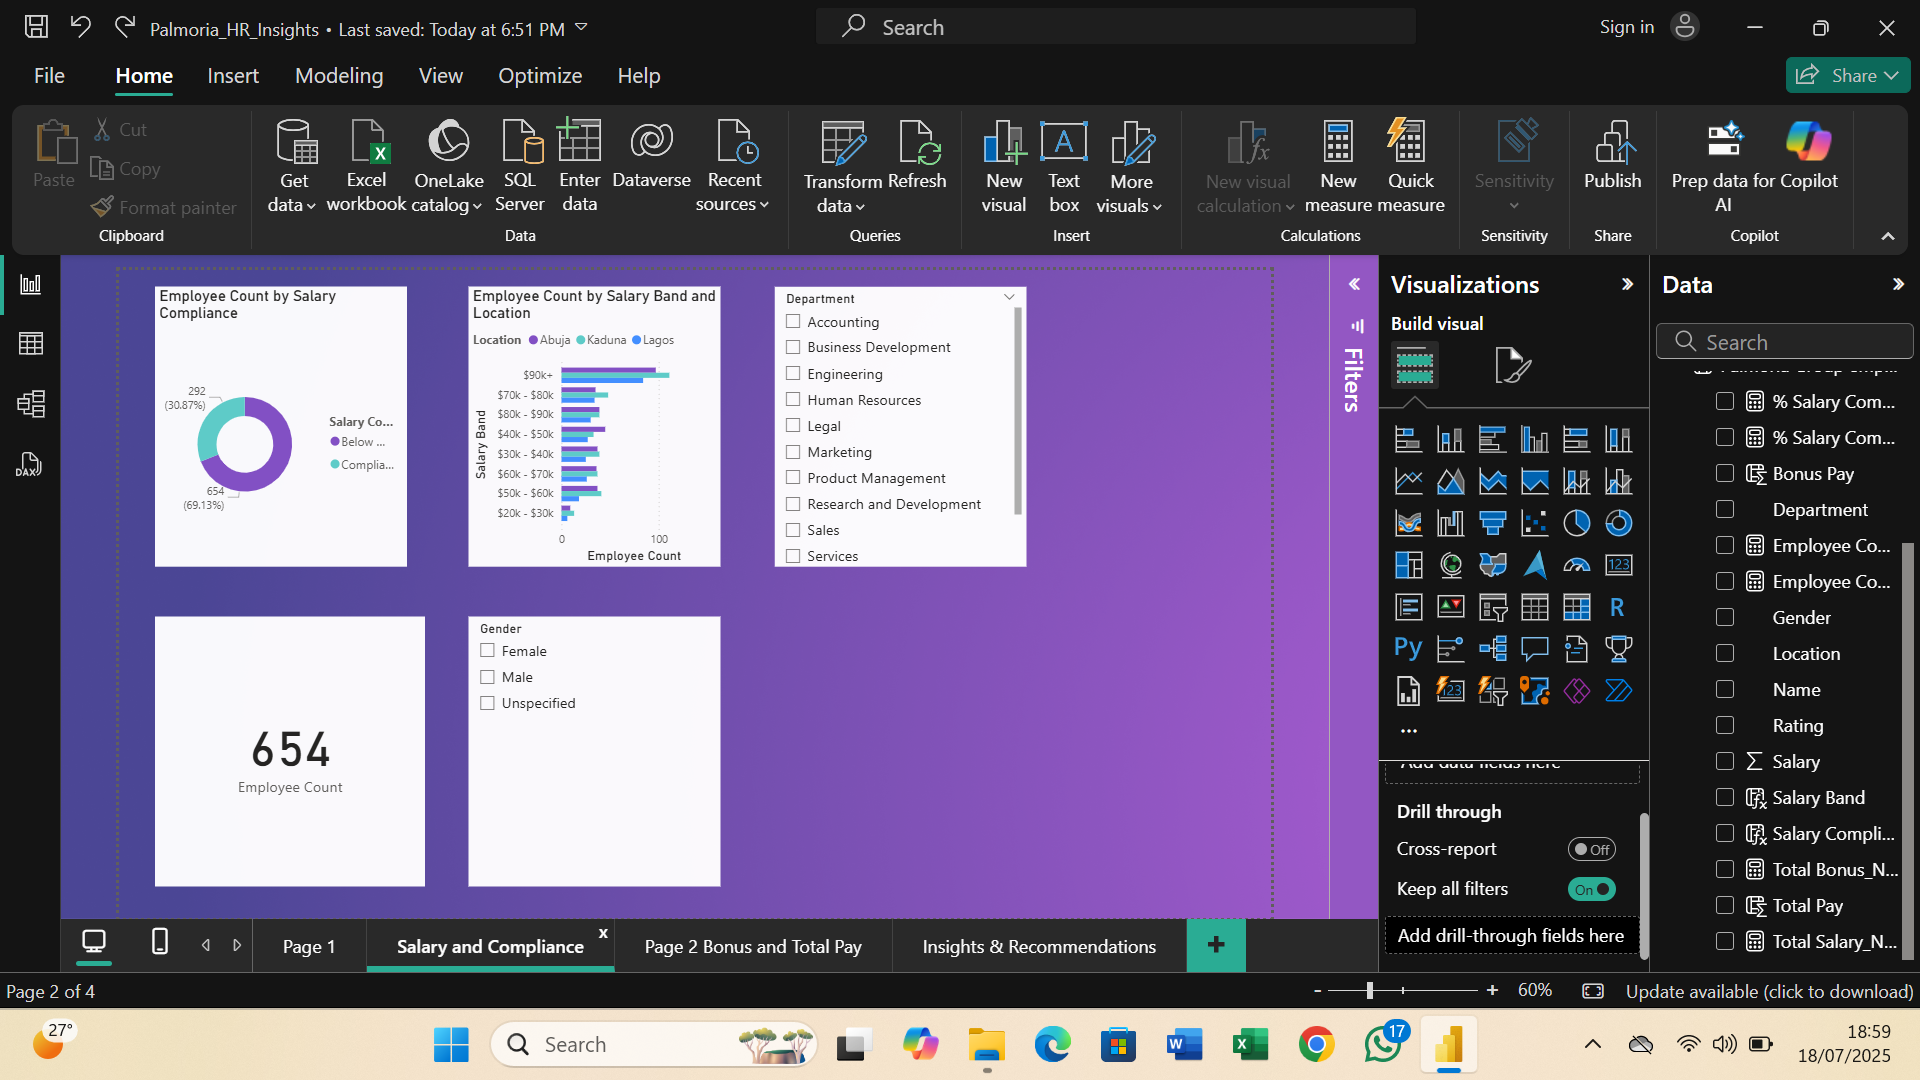 Palmoria_HR_Insights • Last saved: Today at 6:51 PM
Search
Sign in
File
Home
Insert
Modeling
View
Optimize
Help
Share
Paste
Cut
Copy
Format painter
Clipboard
Get data
Excel workbook
OneLake catalog
SQL Server
Enter data
Dataverse
Recent sources
Data
Transform data
Refresh
Queries
New visual
Text box
More visuals
Insert
New visual calculation
New measure
Quick measure
Calculations
Sensitivity
Sensitivity
Publish
Share
Prep data for AI
Copilot
Copilot
Employee Count by Salary
Compliance
292
(30.87%)
654
(69.13%)
Salary Co...
Below ...
Complia...
Employee Count by Salary Band and
Location
Location Abuja Kaduna Lagos
Salary Band
$90k+
$70k - $80k
$80k - $90k
$40k - $50k
$30k - $40k
$60k - $70k
$50k - $60k
$20k - $30k
0 100
Employee Count
Department
Accounting
Business Development
Engineering
Human Resources
Legal
Marketing
Product Management
Research and Development
Sales
Services
654
Employee Count
Gender
Female
Male
Unspecified
Filters
Visualizations
Build visual
123
R
Py
123
...
Add data fields here
Drill through
Cross-report
Off
Keep all filters
On
Add drill-through fields here
Data
Search
% Salary Com...
% Salary Com...
Bonus Pay
Department
Employee Co...
Employee Co...
Gender
Location
Name
Rating
Salary
Salary Band
Salary Compli...
Total Bonus_N...
Total Pay
Total Salary_N...
Page 1
Salary and Compliance
x
Page 2 Bonus and Total Pay
Insights & Recommendations
+
Page 2 of 4
- + 60%
Update available (click to download)
27°
Search
17
18:59
18/07/2025